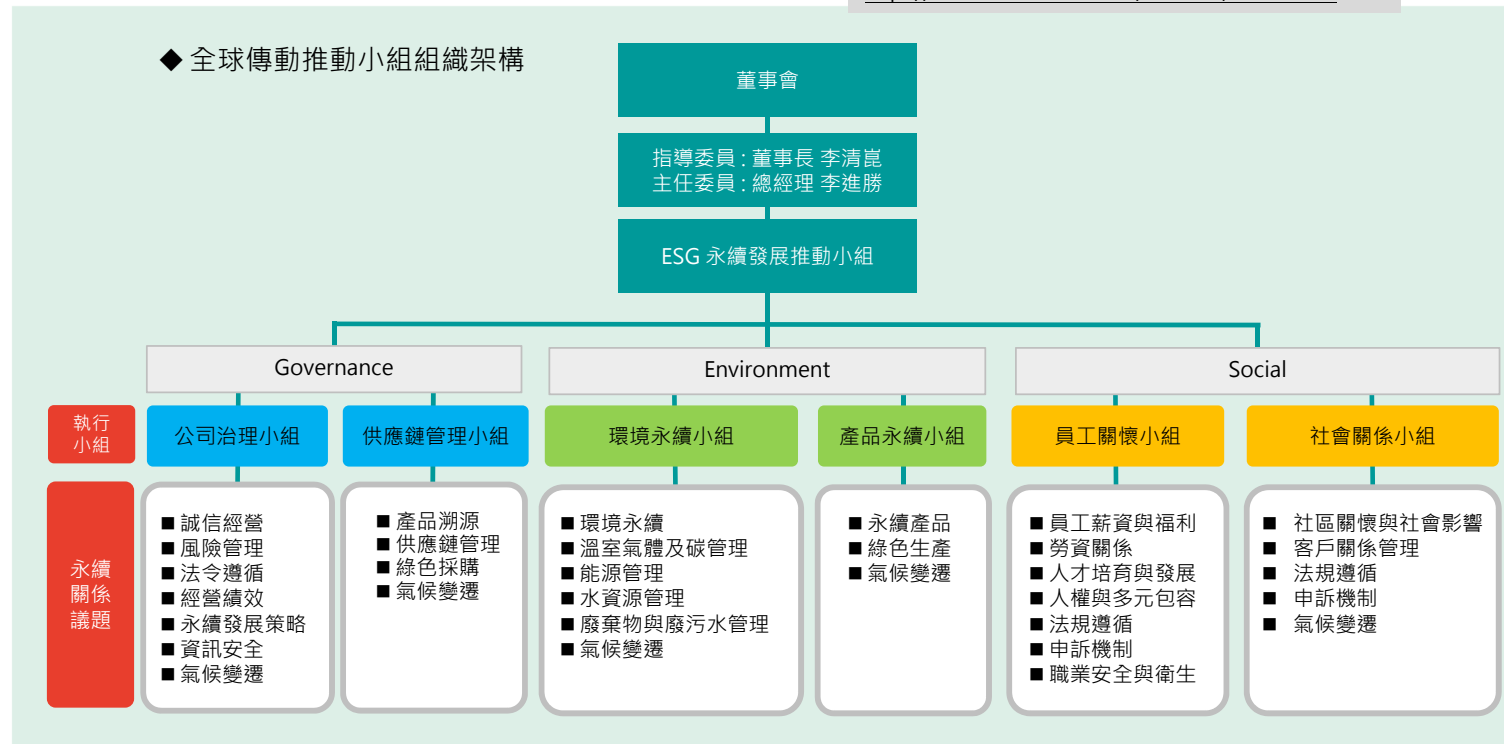 ◆ 全球傳動推動小組組織架構
董事會
指導委員 : 董事長 李清崑
主任委員 : 總經理 李進勝
ESG 永續發展推動小組
Governance
Environment
Social
執行
小組
公司治理小組
供應鏈管理小組
環境永續小組
產品永續小組
員工關懷小組
社會關係小組
永續
關係
議題
■ 誠信經營
■ 風險管理
■ 法令遵循
■ 經營績效
■ 永續發展策略
■ 資訊安全
■ 氣候變遷
■ 產品溯源
■ 供應鏈管理
■ 綠色採購
■ 氣候變遷
■ 環境永續
■ 溫室氣體及碳管理
■ 能源管理
■ 水資源管理
■ 廢棄物與廢污水管理
■ 氣候變遷
■ 永續產品
■ 綠色生產
■ 氣候變遷
■ 員工薪資與福利
■ 勞資關係
■ 人才培育與發展
■ 人權與多元包容
■ 法規遵循
■ 申訴機制
■ 職業安全與衛生
■ 社區關懷與社會影響
■ 客戶關係管理
■ 法規遵循
■ 申訴機制
■ 氣候變遷